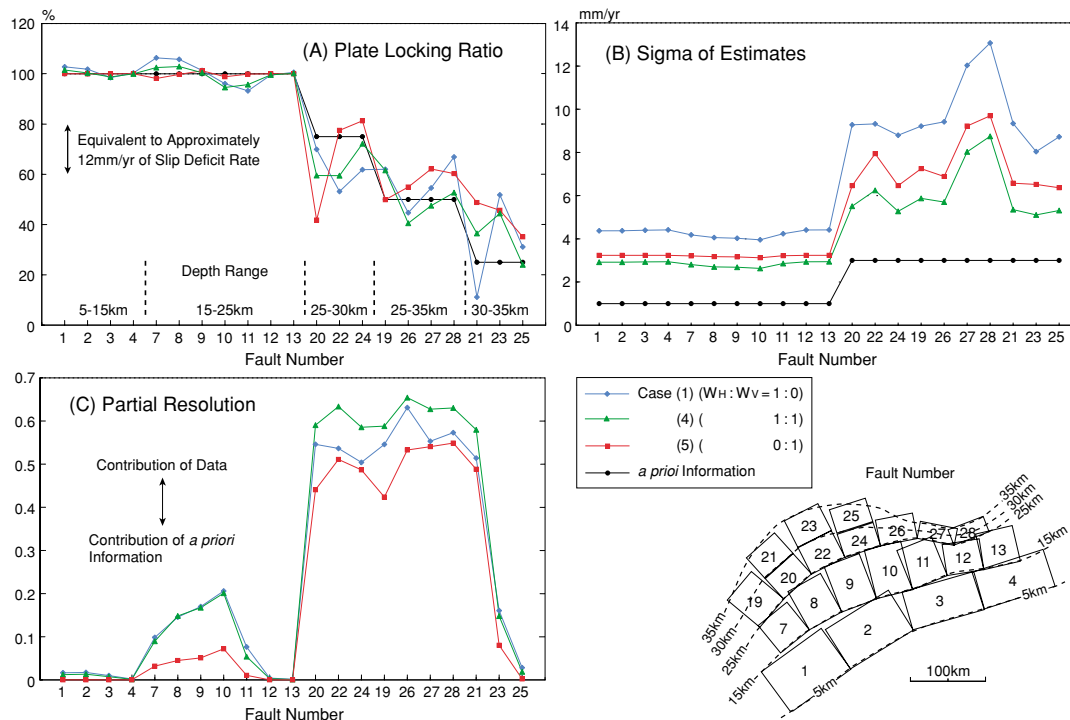 %
120
100
80
60
40
20
0
(A) Plate Locking Ratio
Equivalent to Approximately
12mm/yr of Slip Deficit Rate
Depth Range
5-15km 15-25km 25-30km 25-35km 30-35km
1 2 3 4 7 8 9 10 11 12 13 20 22 24 19 26 27 28 21 23 25
Fault Number
mm/yr
14
12
10
8
6
4
2
0
(B) Sigma of Estimates
1 2 3 4 7 8 9 10 11 12 13 20 22 24 19 26 27 28 21 23 25
Fault Number
0.7
0.6
0.5
0.4
0.3
0.2
0.1
0
(C) Partial Resolution
Contribution of Data
Contribution of a priori
Information
1 2 3 4 7 8 9 10 11 12 13 20 22 24 19 26 27 28 21 23 25
Fault Number
Case (1) (WH:WV=1:0)
(4) ( 1:1)
(5) ( 0:1)
a prioi Information
Fault Number
35km
30km
25km
15km
5km
25
23
26
27
28
21
22
24
20
19
11
12
13
10
9
8
7
4
3
2
1
35km
30km
25km
15km
5km
100km